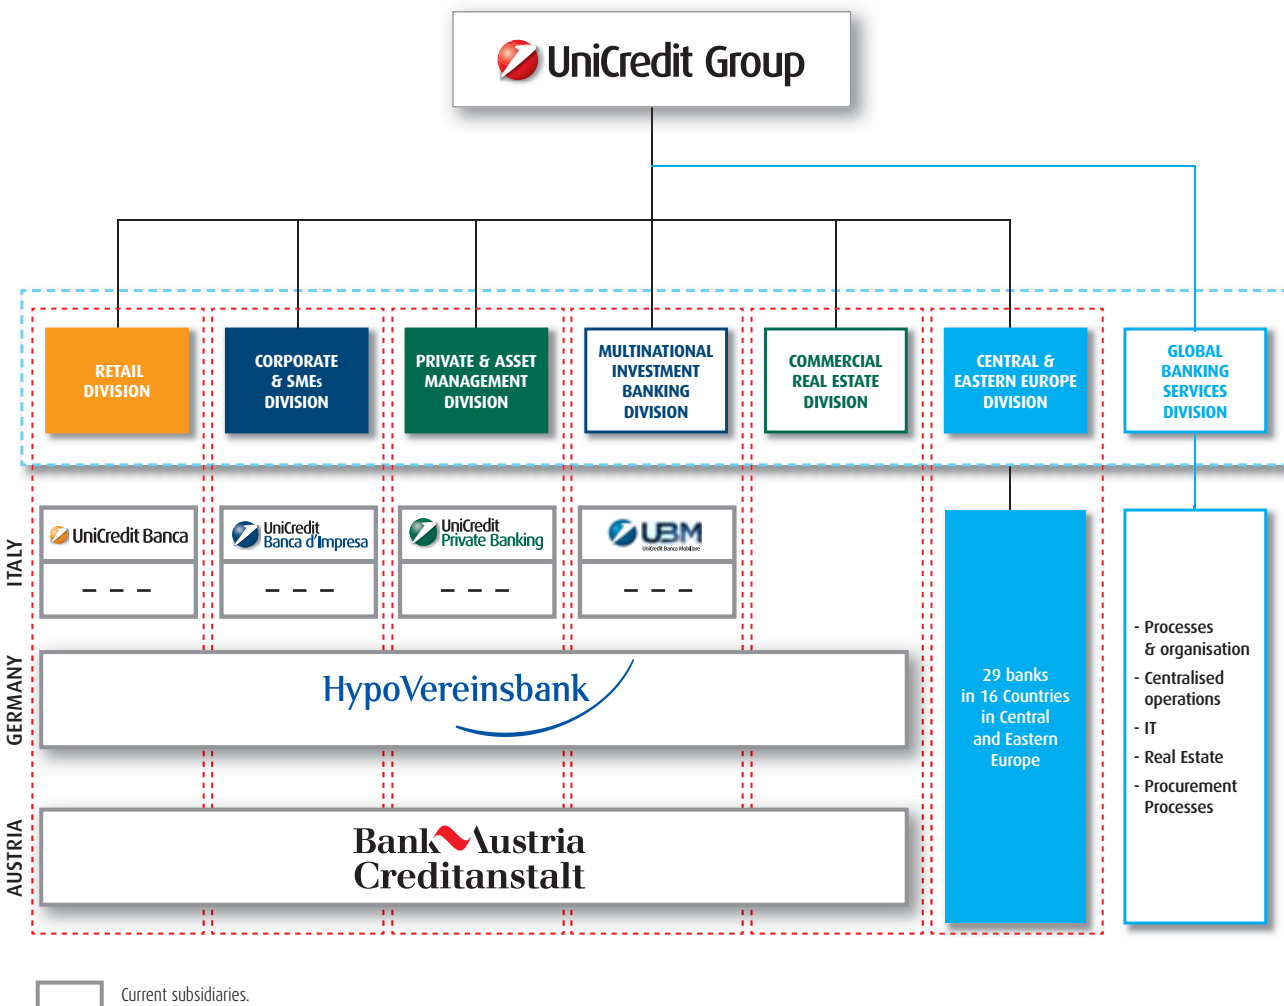 UniCredit Group
RETAIL
DIVISION
CORPORATE
& SMEs
DIVISION
PRIVATE & ASSET
MANAGEMENT
DIVISION
MULTINATIONAL
INVESTMENT
BANKING
DIVISION
COMMERCIAL
REAL ESTATE
DIVISION
CENTRAL &
EASTERN EUROPE
DIVISION
GLOBAL
BANKING
SERVICES
DIVISION
ITALY
UniCredit Banca
UniCredit
Banca d'Impresa
UniCredit
Private Banking
UBM
UniCredit Banca Mobiliare
– – –
– – –
– – –
– – –
GERMANY
HypoVereinsbank
AUSTRIA
Bank Austria
Creditanstalt
29 banks
in 16 Countries
in Central
and Eastern
Europe
- Processes
& organisation
- Centralised
operations
- IT
- Real Estate
- Procurement
Processes
Current subsidiaries.